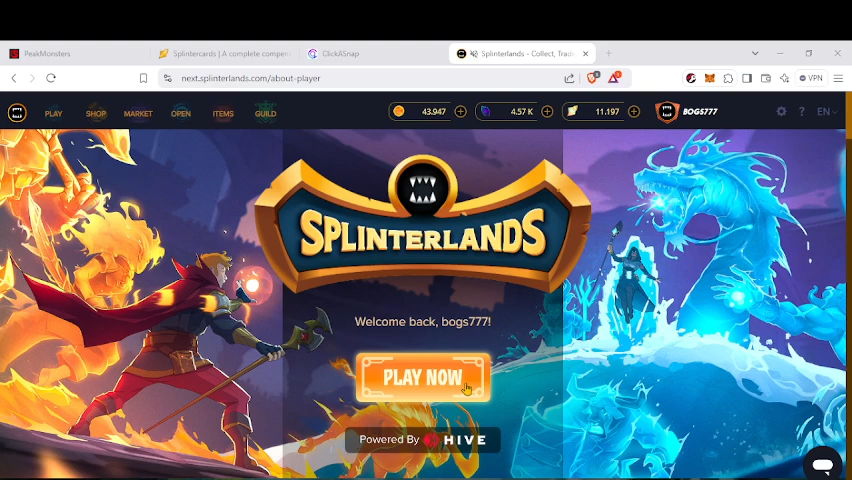 PeakMonsters
Splintercards | A complete compen
ClickASnap
Splinterlands - Collect, Trade
next.splinterlands.com/about-player
VPN
PLAY
SHOP
MARKET
OPEN
ITEMS
GUILD
43.947
4.57 K
11.197
BOGS777
EN
SPLINTERLANDS
Welcome back, bogs777!
PLAY NOW
Powered By HIVE